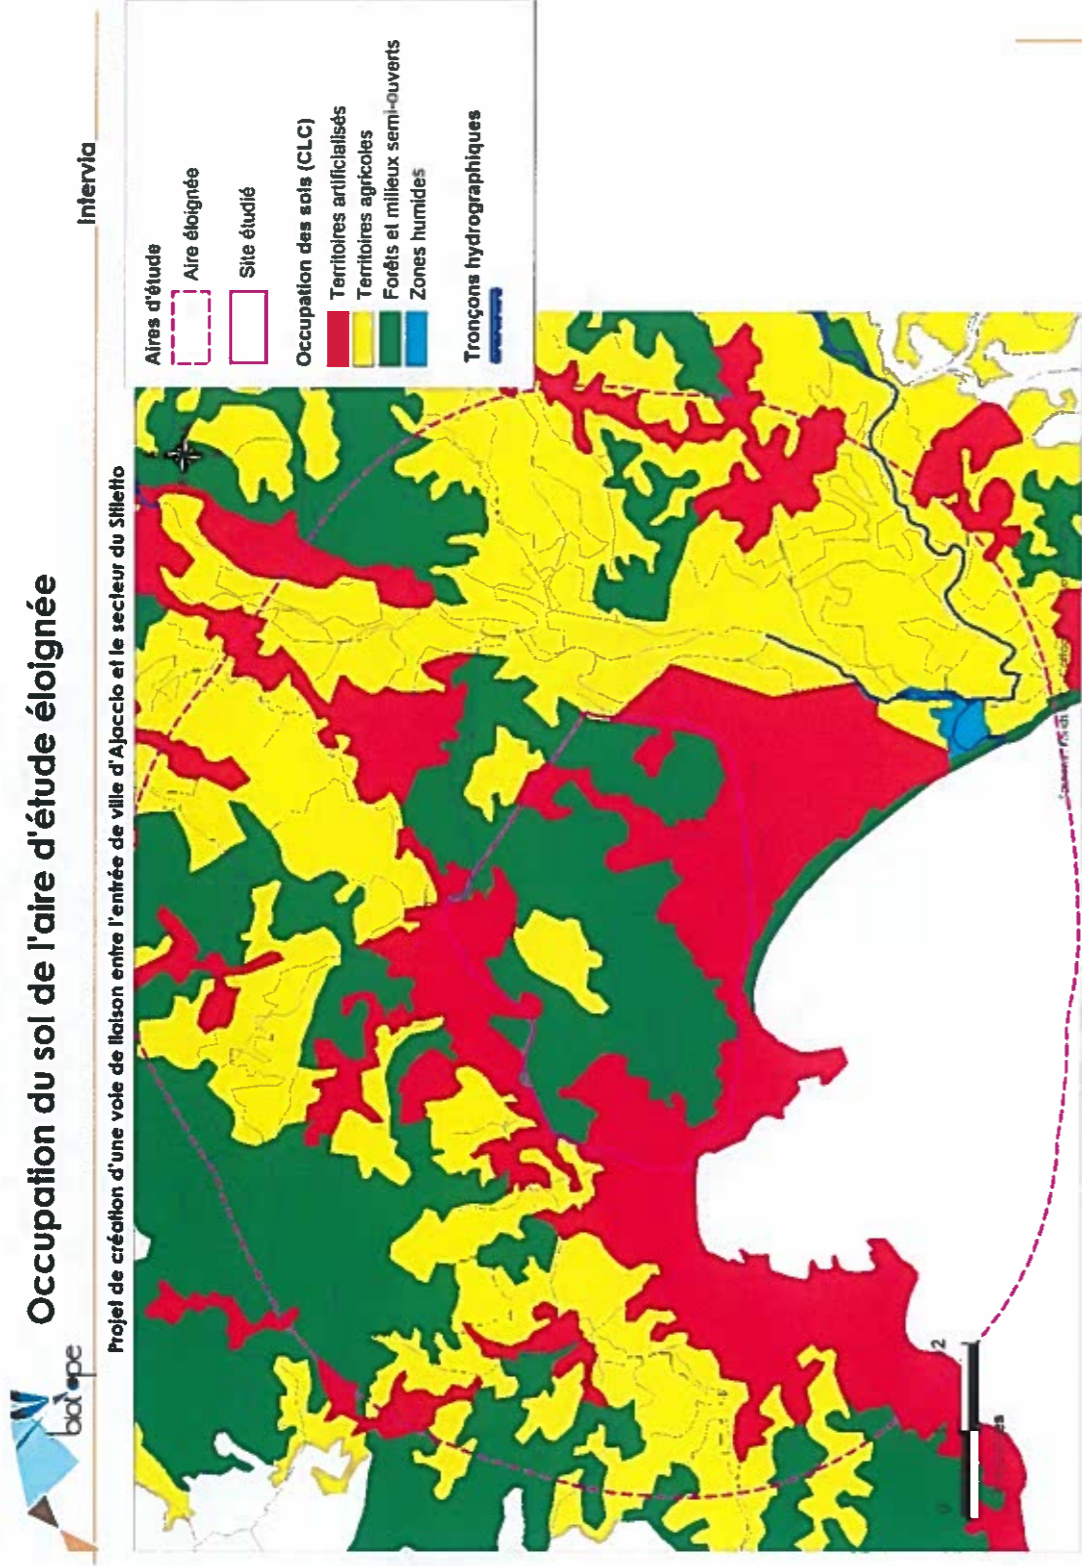 Occupation du sol de l'aire d'étude éloignée
biotope
Intervia
Projet de création d'une voie de liaison entre l'entrée de ville d'Ajaccio et le secteur du Stiletto
Aires d'étude
Aire éloignée
Site étudié
Occupation des sols (CLC)
Territoires artificialisés
Territoires agricoles
Forêts et milieux semi-ouverts
Zones humides
Tronçons hydrographiques
0
2